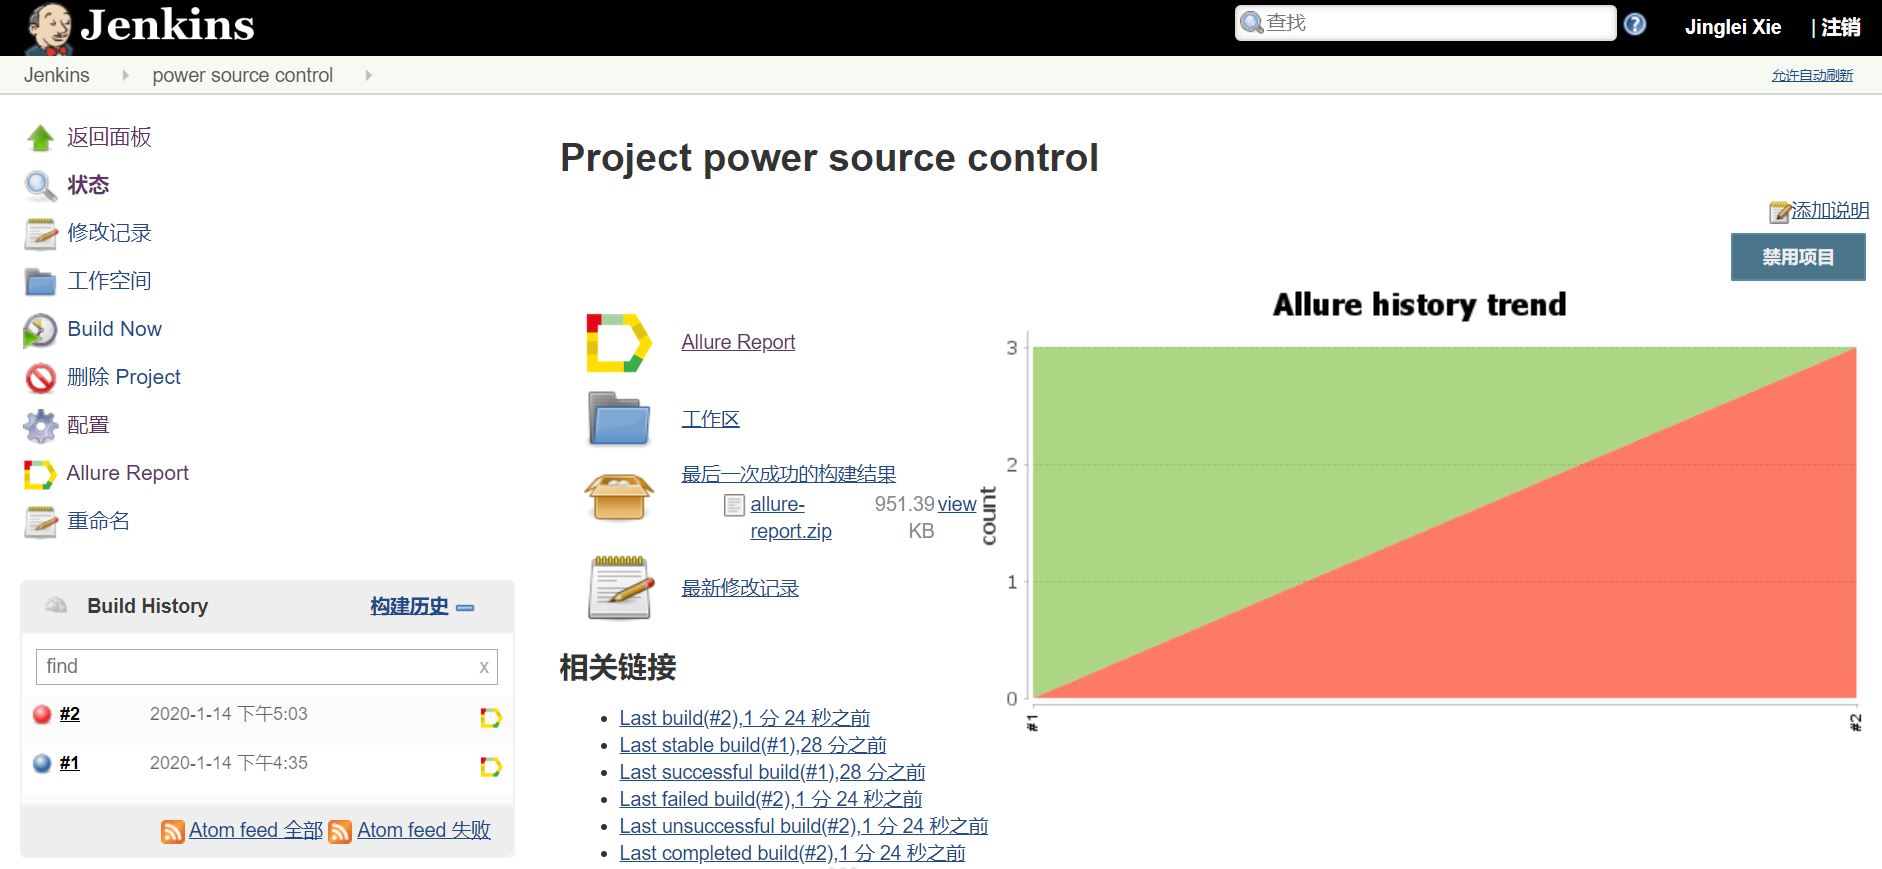 Jenkins
查找
Jinglei Xie
| 注销
Jenkins
power source control
允许自动刷新
返回面板
状态
修改记录
工作空间
Build Now
删除 Project
配置
Allure Report
重命名
Build History
构建历史
find
x
#2
2020-1-14 下午5:03
#1
2020-1-14 下午4:35
Atom feed 全部
Atom feed 失败
Project power source control
添加说明
禁用项目
Allure Report
工作区
最后一次成功的构建结果
allure-
report.zip
951.39
KB
view
最新修改记录
Allure history trend
count
3
2
1
0
#1
#2
相关链接
Last build(#2),1 分 24 秒之前
Last stable build(#1),28 分之前
Last successful build(#1),28 分之前
Last failed build(#2),1 分 24 秒之前
Last unsuccessful build(#2),1 分 24 秒之前
Last completed build(#2),1 分 24 秒之前